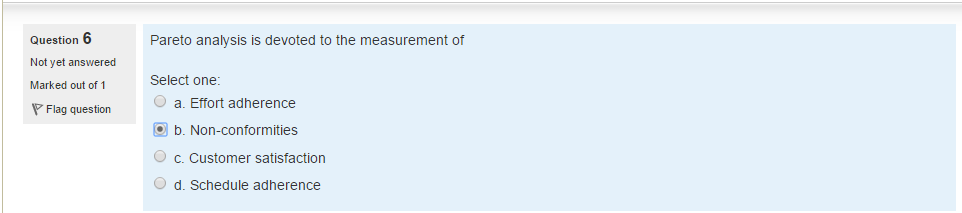 Question 6
Not yet answered
Marked out of 1
Flag question
Pareto analysis is devoted to the measurement of
Select one:
a. Effort adherence
b. Non-conformities
c. Customer satisfaction
d. Schedule adherence